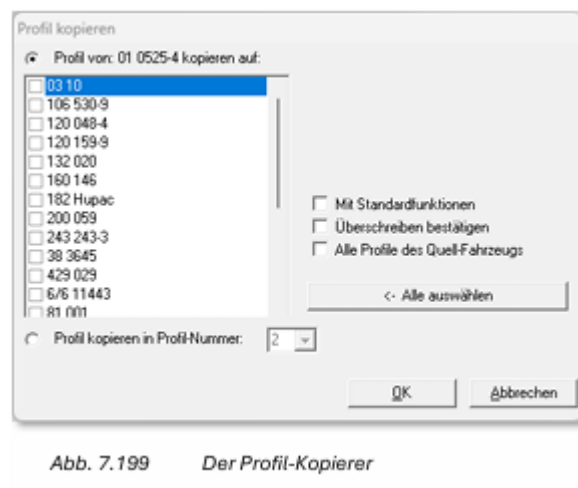 Profil kopieren
Profil von: 01 0525-4 kopieren auf:
03 10
106 530-9
120 048-4
120 159-9
132 020
160 146
182 Hupac
200 059
243 243-3
38 3645
429 029
6/6 11443
81 001
Mit Standardfunktionen
Überschreiben bestätigen
Alle Profile des Quell-Fahrzeugs
<- Alle auswählen
Profil kopieren in Profil-Nummer: 2
OK Abbrechen
Abb. 7.199 Der Profil-Kopierer